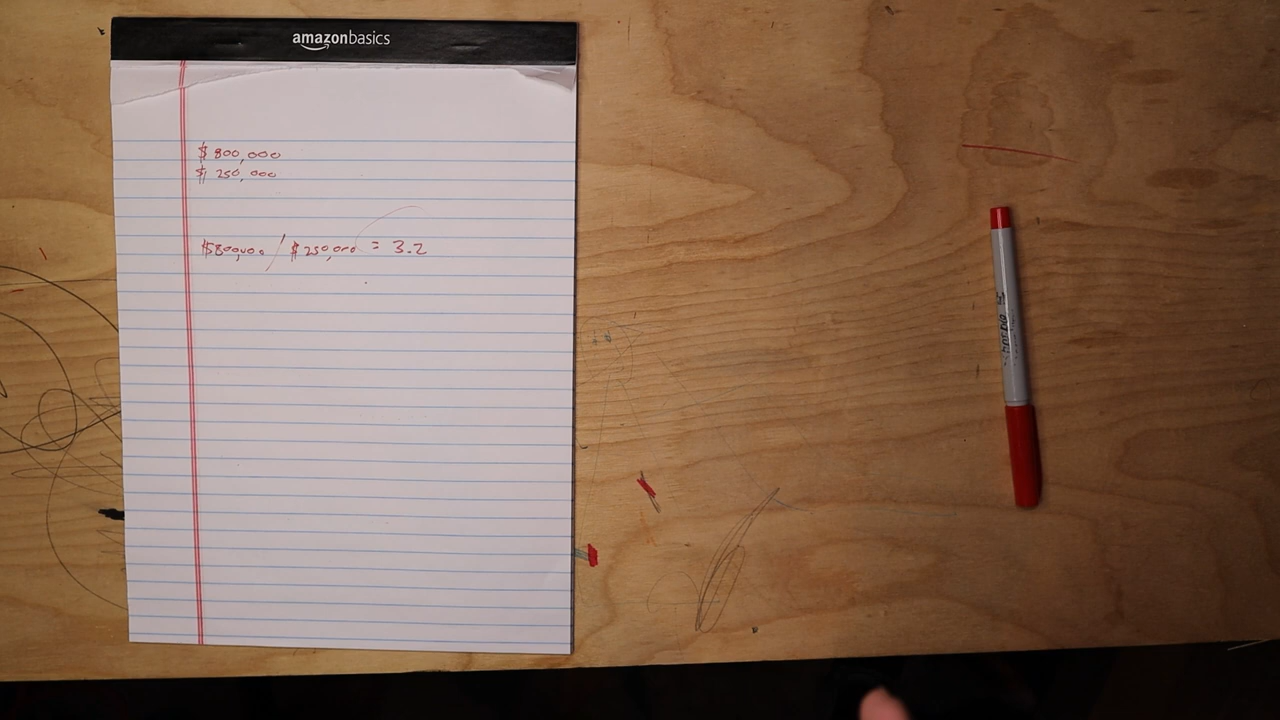 amazonbasics
$ 800,000
$ 250,000
$800,000 / $250,000 = 3.2